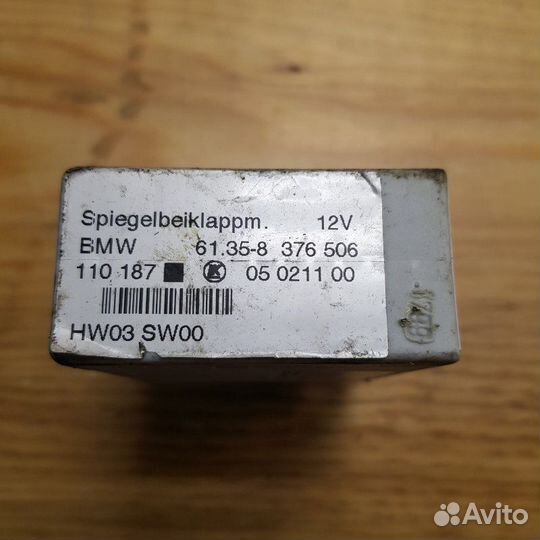 Spiegelbeiklappm. 12V
BMW 61.35-8 376 506
110 187 K 05 0211 00
HW03 SW00
Avito